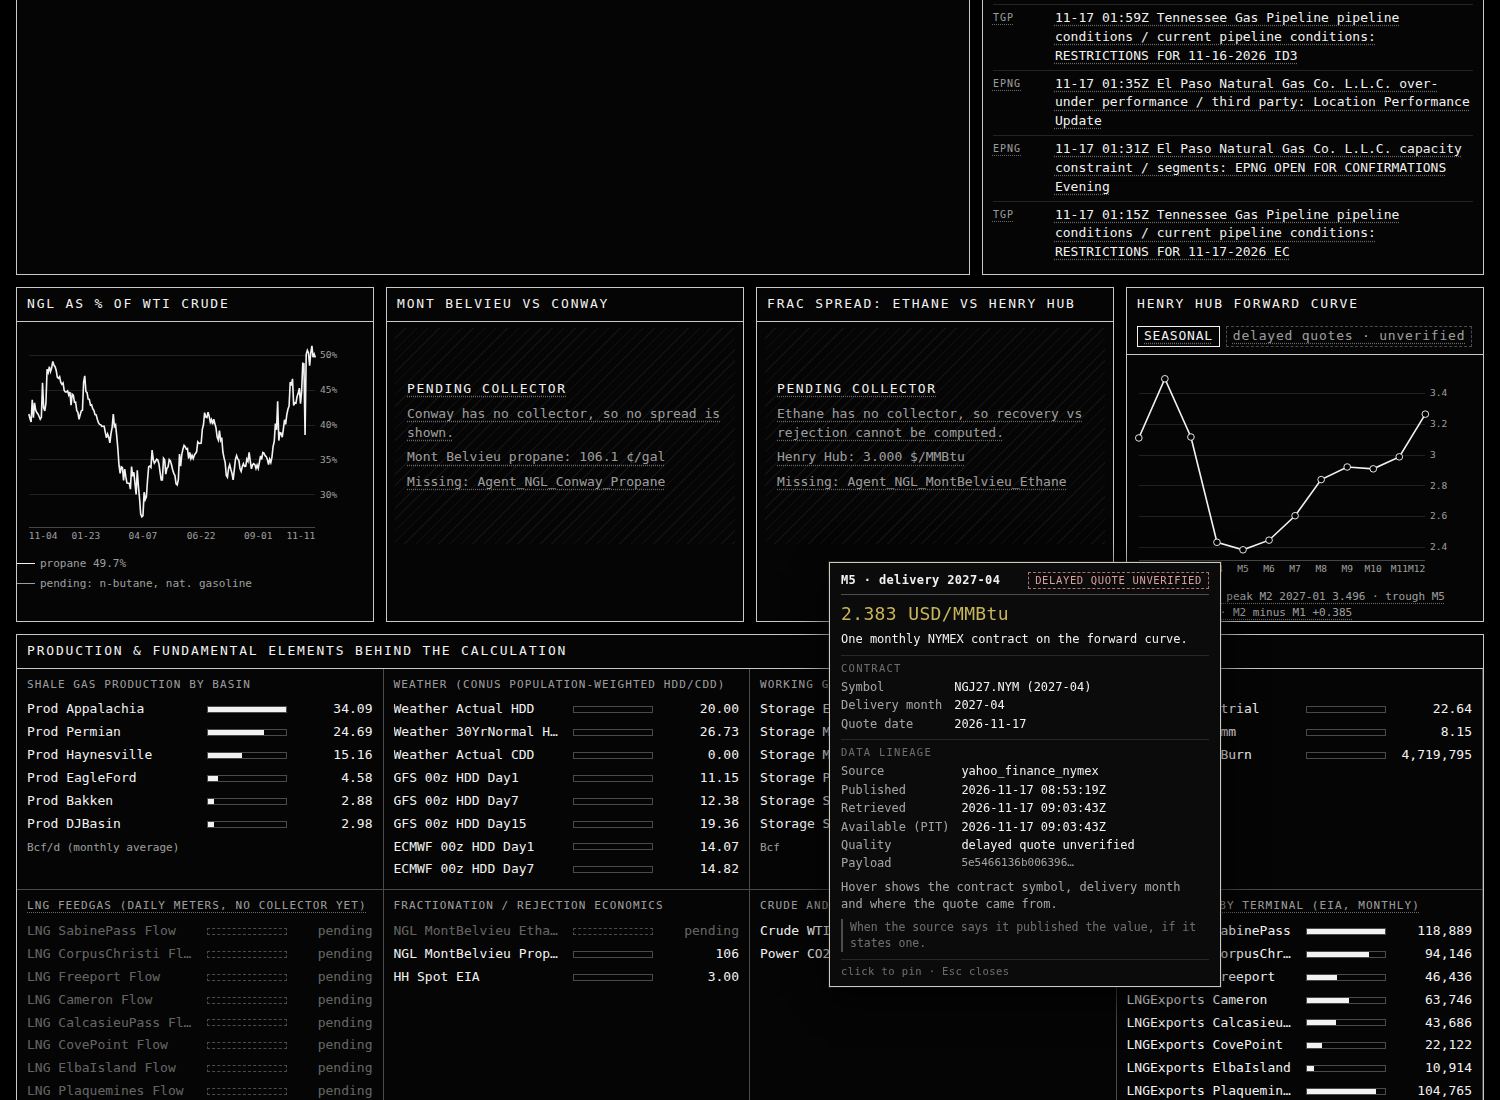 TGP
11-17 01:59Z Tennessee Gas Pipeline pipeline
conditions / current pipeline conditions:
RESTRICTIONS FOR 11-16-2026 ID3
EPNG
11-17 01:35Z El Paso Natural Gas Co. L.L.C. over-
under performance / third party: Location Performance
Update
EPNG
11-17 01:31Z El Paso Natural Gas Co. L.L.C. capacity
constraint / segments: EPNG OPEN FOR CONFIRMATIONS
Evening
TGP
11-17 01:15Z Tennessee Gas Pipeline pipeline
conditions / current pipeline conditions:
RESTRICTIONS FOR 11-17-2026 EC
NGL AS % OF WTI CRUDE
50%
45%
40%
35%
30%
11-04 01-23 04-07 06-22 09-01 11-11
propane 49.7%
pending: n-butane, nat. gasoline
MONT BELVIEU VS CONWAY
PENDING COLLECTOR
Conway has no collector, so no spread is
shown.
Mont Belvieu propane: 106.1 ¢/gal
Missing: Agent_NGL_Conway_Propane
FRAC SPREAD: ETHANE VS HENRY HUB
PENDING COLLECTOR
Ethane has no collector, so recovery vs
rejection cannot be computed.
Henry Hub: 3.000 $/MMBtu
Missing: Agent_NGL_MontBelvieu_Ethane
HENRY HUB FORWARD CURVE
SEASONAL delayed quotes · unverified
3.4
3.2
3
2.8
2.6
2.4
M5 M6 M7 M8 M9 M10 M11M12
peak M2 2027-01 3.496 · trough M5
· M2 minus M1 +0.385
M5 · delivery 2027-04 DELAYED QUOTE UNVERIFIED
2.383 USD/MMBtu
One monthly NYMEX contract on the forward curve.
CONTRACT
Symbol NGJ27.NYM (2027-04)
Delivery month 2027-04
Quote date 2026-11-17
DATA LINEAGE
Source yahoo_finance_nymex
Published 2026-11-17 08:53:19Z
Retrieved 2026-11-17 09:03:43Z
Available (PIT) 2026-11-17 09:03:43Z
Quality delayed quote unverified
Payload 5e5466136b006396…
Hover shows the contract symbol, delivery month
and where the quote came from.
When the source says it published the value, if it
states one.
click to pin · Esc closes
PRODUCTION & FUNDAMENTAL ELEMENTS BEHIND THE CALCULATION
SHALE GAS PRODUCTION BY BASIN
Prod Appalachia 34.09
Prod Permian 24.69
Prod Haynesville 15.16
Prod EagleFord 4.58
Prod Bakken 2.88
Prod DJBasin 2.98
Bcf/d (monthly average)
WEATHER (CONUS POPULATION-WEIGHTED HDD/CDD)
Weather Actual HDD 20.00
Weather 30YrNormal H… 26.73
Weather Actual CDD 0.00
GFS 00z HDD Day1 11.15
GFS 00z HDD Day7 12.38
GFS 00z HDD Day15 19.36
ECMWF 00z HDD Day1 14.07
ECMWF 00z HDD Day7 14.82
WORKING G
Storage E
Storage M
Storage M
Storage P
Storage S
Storage S
Bcf
trial 22.64
mm 8.15
Burn 4,719,795
LNG FEEDGAS (DAILY METERS, NO COLLECTOR YET)
LNG SabinePass Flow pending
LNG CorpusChristi Fl… pending
LNG Freeport Flow pending
LNG Cameron Flow pending
LNG CalcasieuPass Fl… pending
LNG CovePoint Flow pending
LNG ElbaIsland Flow pending
LNG Plaquemines Flow pending
FRACTIONATION / REJECTION ECONOMICS
NGL MontBelvieu Etha… pending
NGL MontBelvieu Prop… 106
HH Spot EIA 3.00
CRUDE AND
Crude WTI
Power CO2
BY TERMINAL (EIA, MONTHLY)
abinePass 118,889
orpusChr… 94,146
reeport 46,436
LNGExports Cameron 63,746
LNGExports Calcasieu… 43,686
LNGExports CovePoint 22,122
LNGExports ElbaIsland 10,914
LNGExports Plaquemin… 104,765